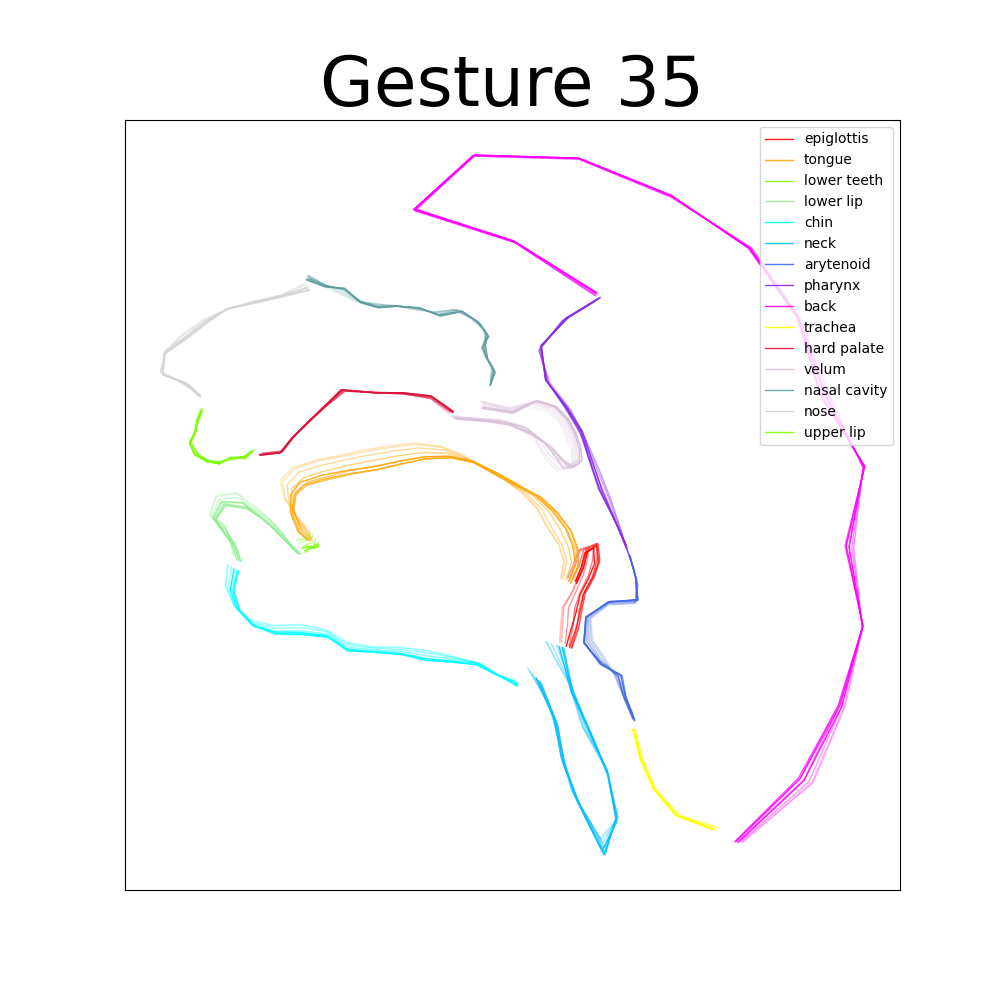 Gesture 35
epiglottis
tongue
lower teeth
lower lip
chin
neck
arytenoid
pharynx
back
trachea
hard palate
velum
nasal cavity
nose
upper lip